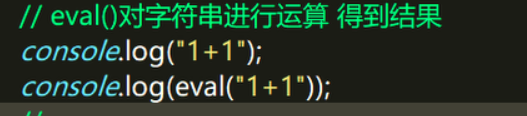 // eval()对字符串进行运算 得到结果
console.log("1+1");
console.log(eval("1+1"));
//